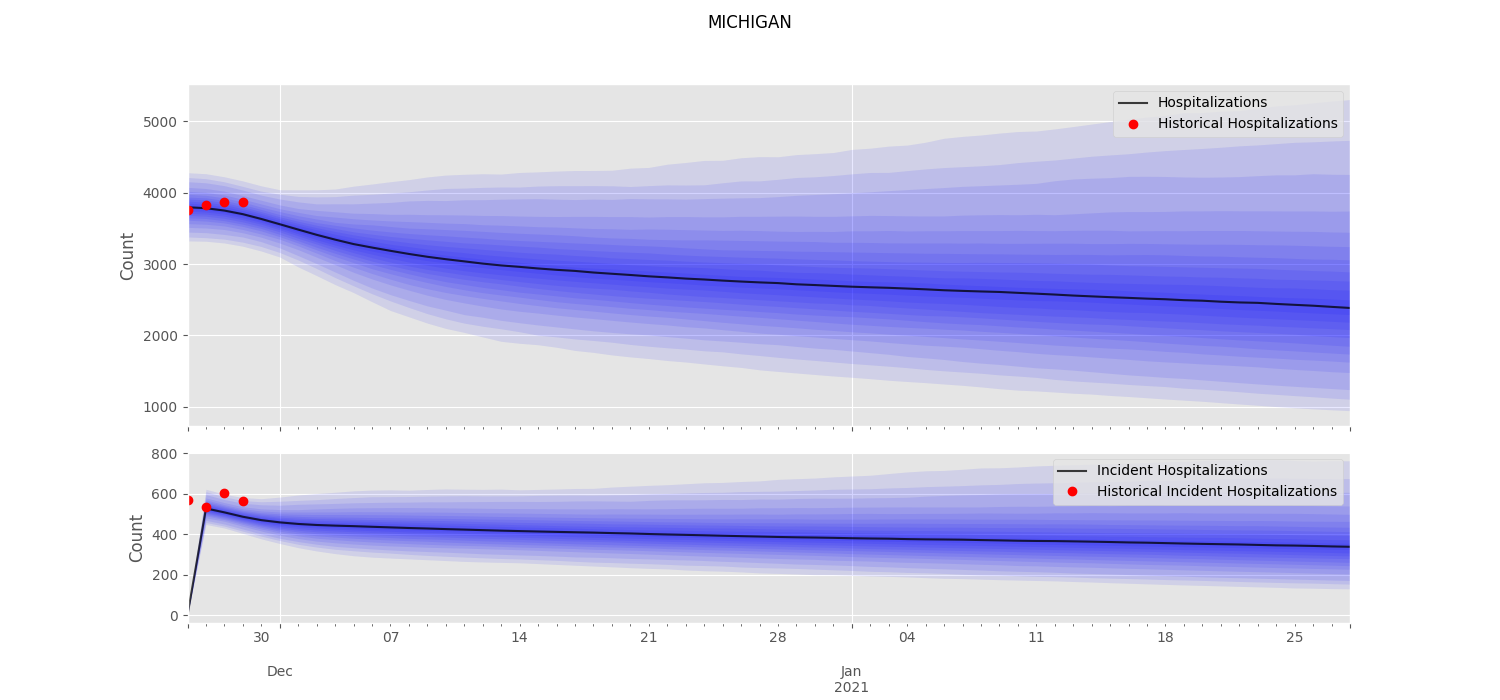 MICHIGAN
Hospitalizations
Historical Hospitalizations
5000
4000
3000
2000
1000
Count
Incident Hospitalizations
Historical Incident Hospitalizations
800
600
400
200
0
Count
30 07 14 21 28 04 11 18 25
Dec Jan
2021